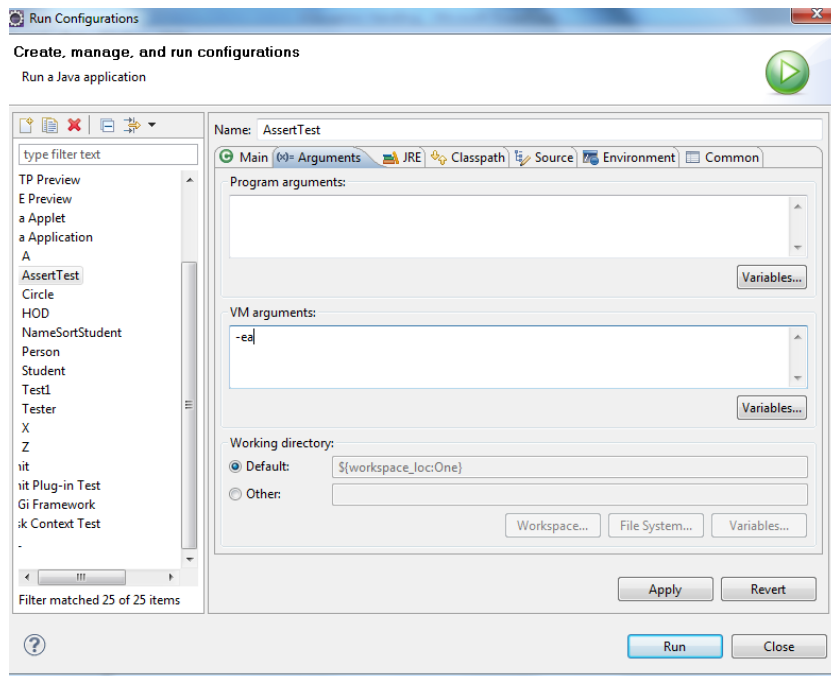 Run Configurations
Create, manage, and run configurations
Run a Java application
type filter text
TP Preview
E Preview
a Applet
a Application
A
AssertTest
Circle
HOD
NameSortStudent
Person
Student
Test1
Tester
X
Z
nit
nit Plug-in Test
Gi Framework
sk Context Test
Filter matched 25 of 25 items
Name: AssertTest
Main (x)= Arguments JRE Classpath Source Environment Common
Program arguments:
Variables...
VM arguments:
-ea
Variables...
Working directory:
Default: ${workspace_loc:One}
Other:
Workspace... File System... Variables...
Apply Revert
Run Close